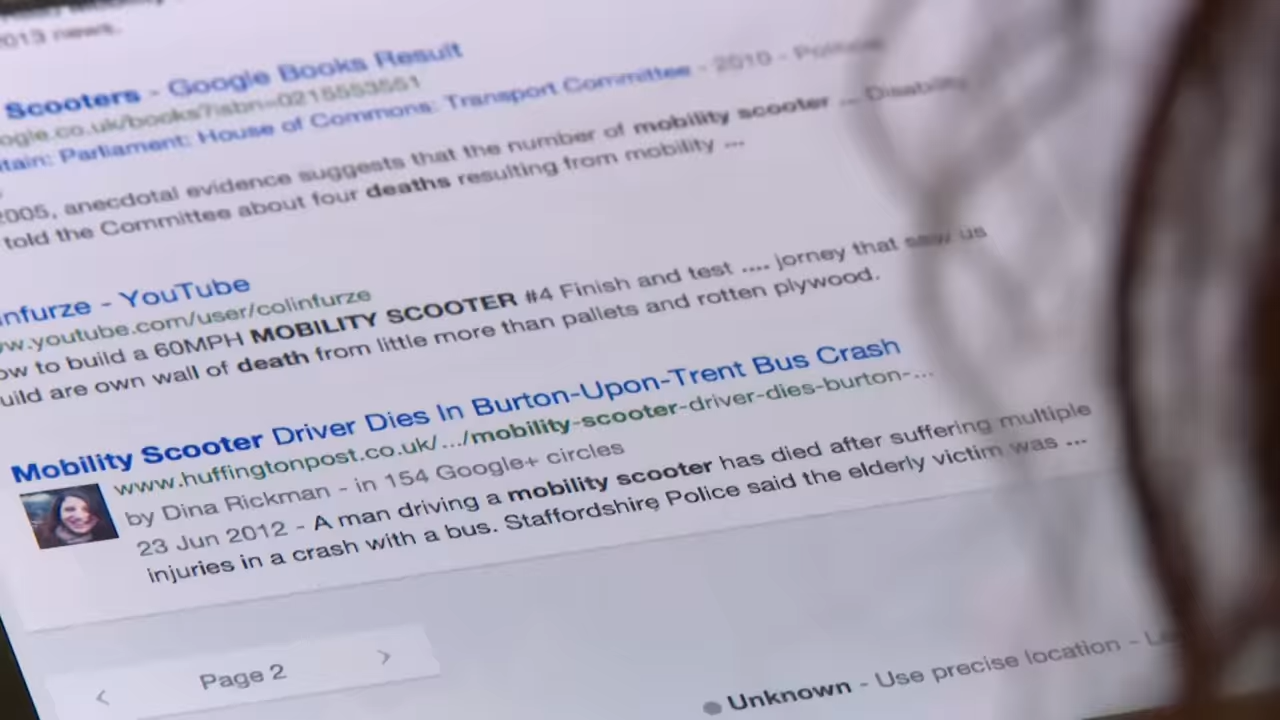 2013 news.
Scooters - Google Books Result
ogle.co.uk/books?isbn=0215553551
itain: Parliament: House of Commons: Transport Committee - 2010 - Political
2005, anecdotal evidence suggests that the number of mobility scooter ... Disability
told the Committee about four deaths resulting from mobility ...
nfurze - YouTube
ww.youtube.com/user/colinfurze
ow to build a 60MPH MOBILITY SCOOTER #4 Finish and test .... jorney that saw us
uild are own wall of death from little more than pallets and rotten plywood.
Mobility Scooter Driver Dies In Burton-Upon-Trent Bus Crash
www.huffingtonpost.co.uk/.../mobility-scooter-driver-dies-burton-...
by Dina Rickman - in 154 Google+ circles
23 Jun 2012 - A man driving a mobility scooter has died after suffering multiple
injuries in a crash with a bus. Staffordshire Police said the elderly victim was ...
< Page 2 >
Unknown - Use precise location -